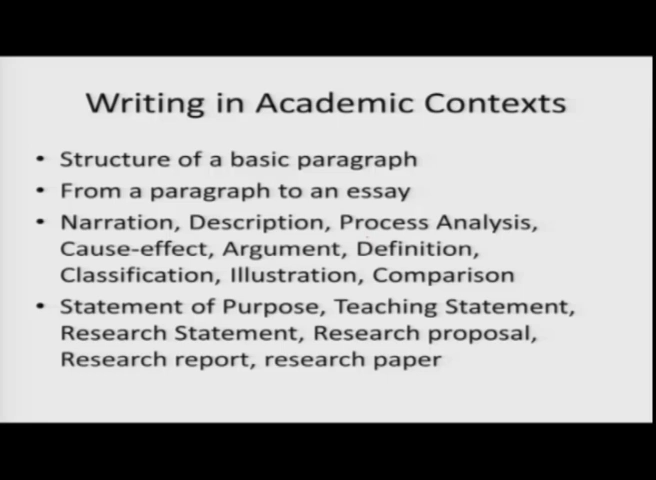 Writing in Academic Contexts
• Structure of a basic paragraph
• From a paragraph to an essay
• Narration, Description, Process Analysis,
Cause-effect, Argument, Definition,
Classification, Illustration, Comparison
• Statement of Purpose, Teaching Statement,
Research Statement, Research proposal,
Research report, research paper